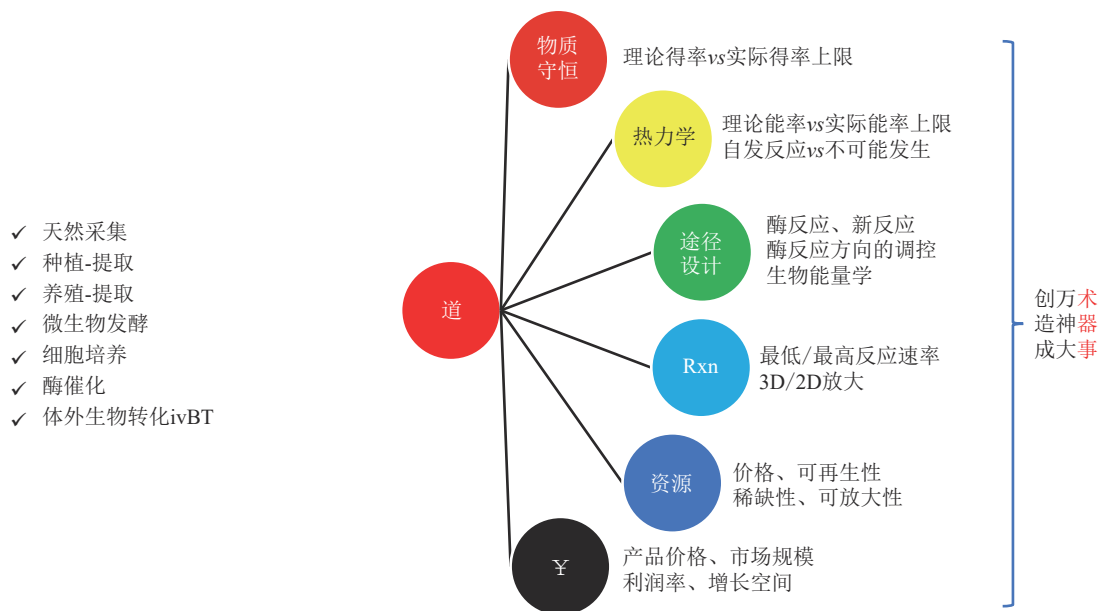 ✓ 天然采集
✓ 种植-提取
✓ 养殖-提取
✓ 微生物发酵
✓ 细胞培养
✓ 酶催化
✓ 体外生物转化ivBT
道
物质
守恒
理论得率vs实际得率上限
热力学
理论能率vs实际能率上限
自发反应vs不可能发生
途径
设计
酶反应、新反应
酶反应方向的调控
生物能量学
Rxn
最低/最高反应速率
3D/2D放大
资源
价格、可再生性
稀缺性、可放大性
¥
产品价格、市场规模
利润率、增长空间
创万术
造神器
成大事